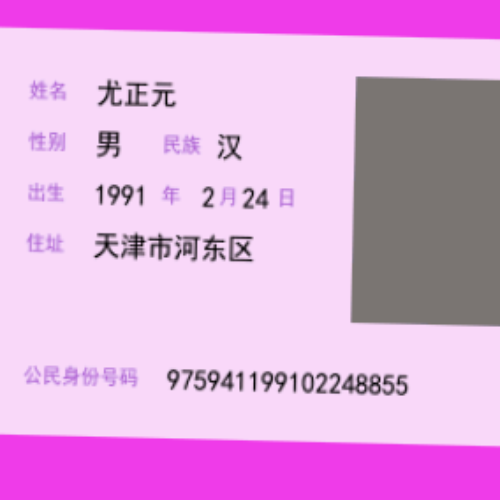 姓名 尤正元
性别 男 民族 汉
出生 1991 年 2 月 24 日
住址 天津市河东区
公民身份号码 975941199102248855